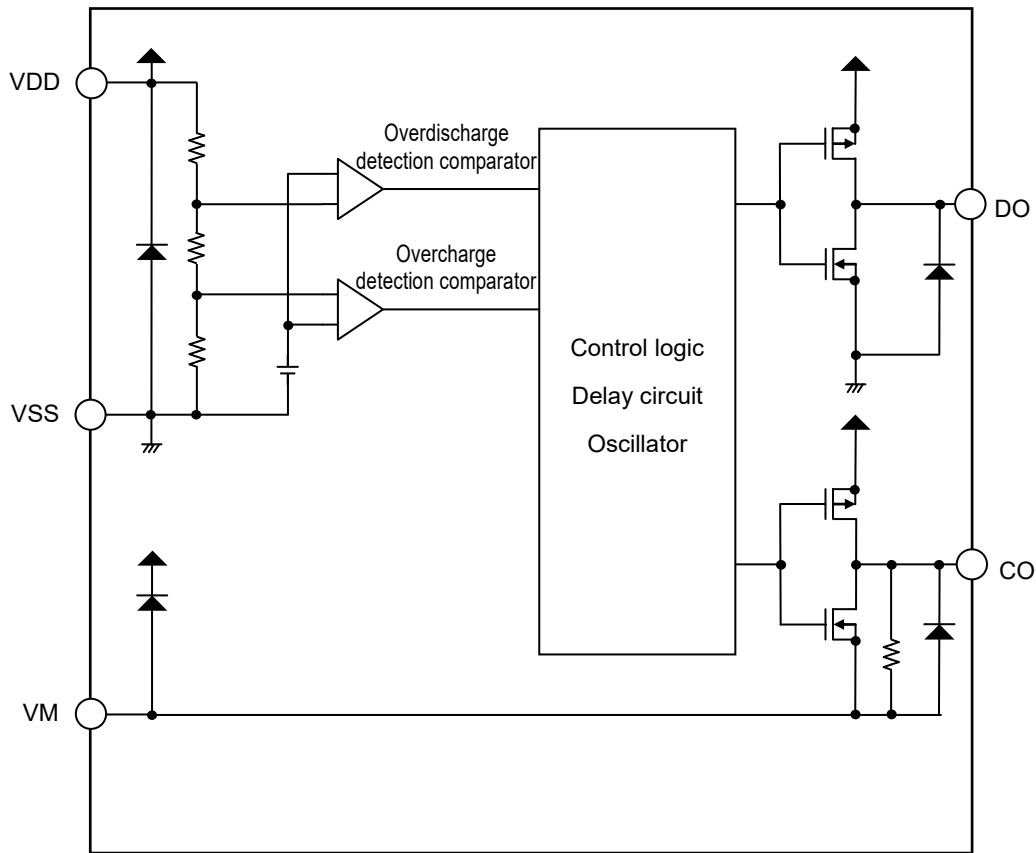 VDD
Overdischarge
detection comparator
DO
Overcharge
detection comparator
Control logic
Delay circuit
Oscillator
VSS
CO
VM